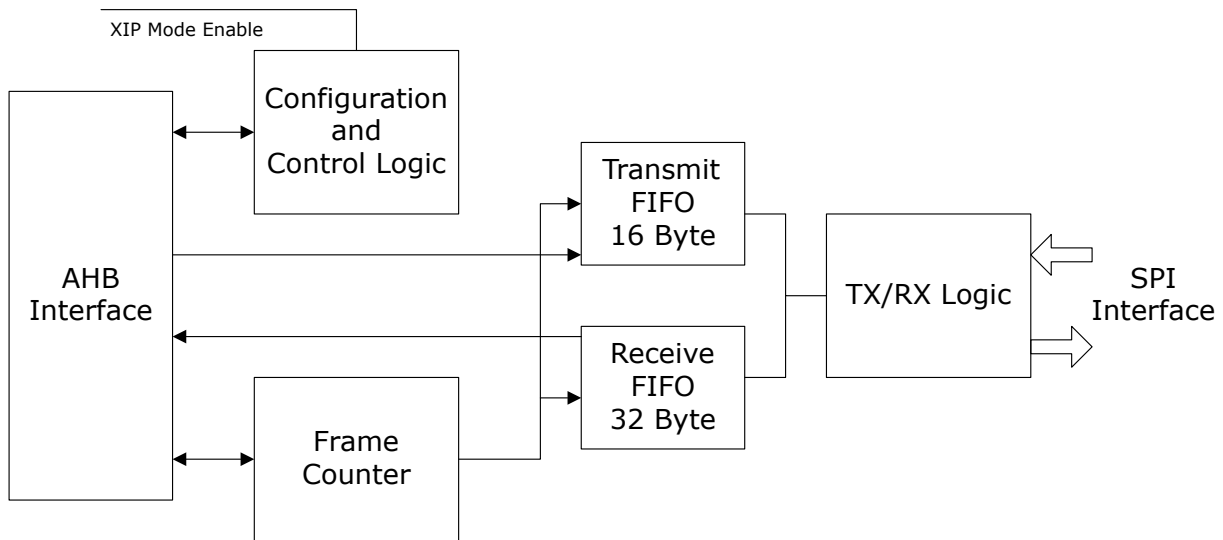 XIP Mode Enable
Configuration
and
Control Logic
AHB
Interface
Transmit
FIFO
16 Byte
TX/RX Logic
SPI
Interface
Receive
FIFO
32 Byte
Frame
Counter